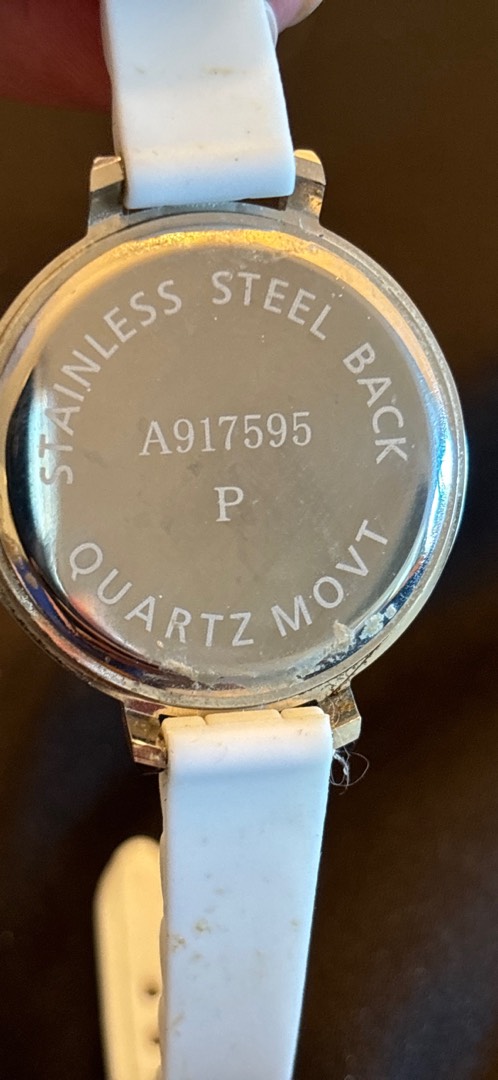 STAINLESS STEEL BACK
A917595
P
QUARTZ MOVT